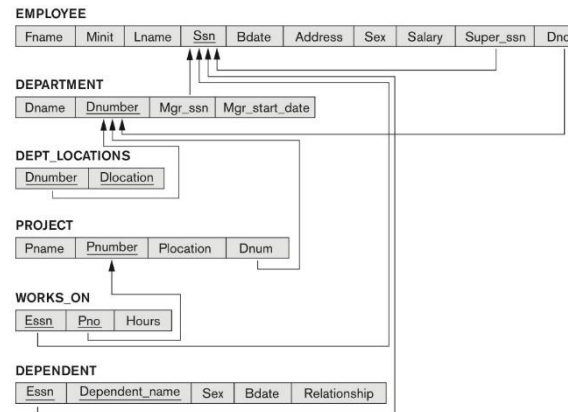 EMPLOYEE
Fname Minit Lname Ssn Bdate Address Sex Salary Super_ssn Dno
DEPARTMENT
Dname Dnumber Mgr_ssn Mgr_start_date
DEPT_LOCATIONS
Dnumber Dlocation
PROJECT
Pname Pnumber Plocation Dnum
WORKS_ON
Essn Pno Hours
DEPENDENT
Essn Dependent_name Sex Bdate Relationship